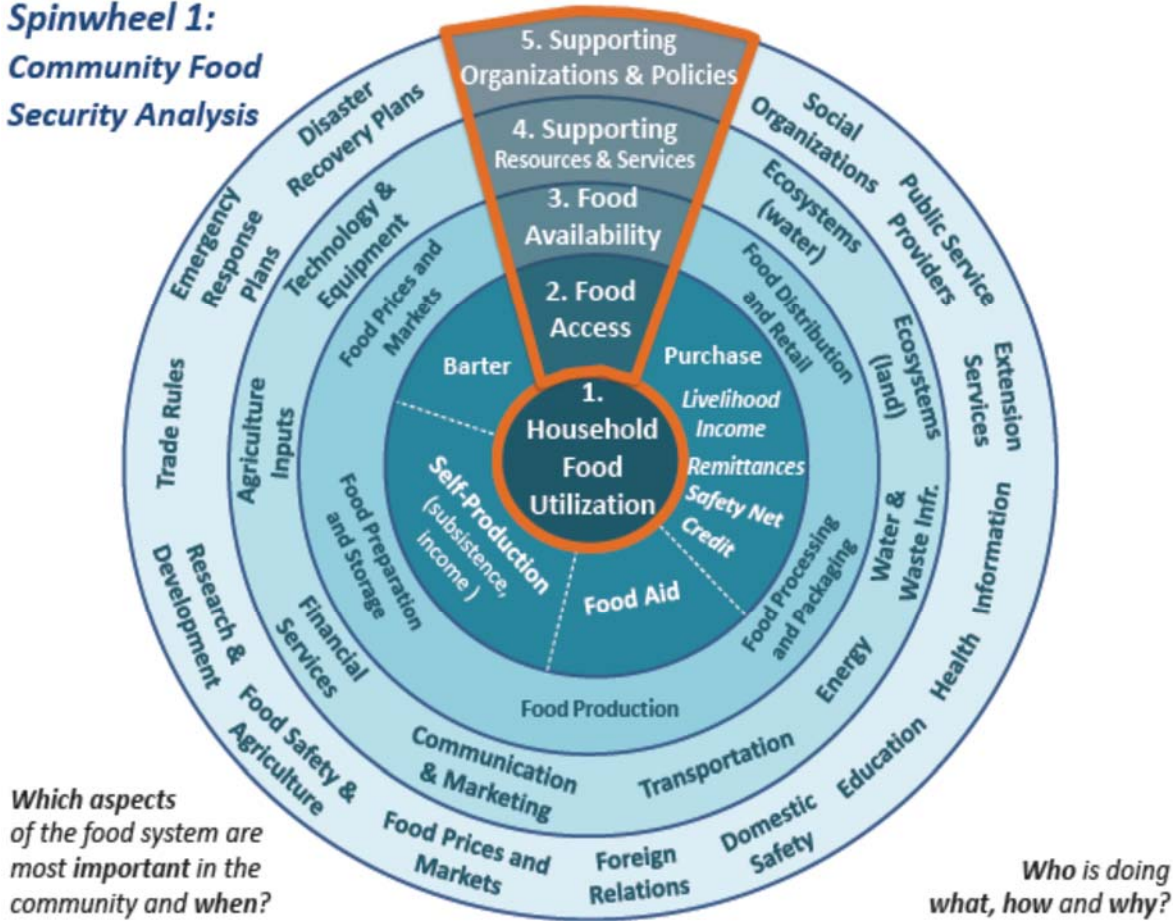 Spinwheel 1:
Community Food
Security Analysis
5. Supporting
Organizations & Policies
4. Supporting
Resources & Services
3. Food
Availability
2. Food
Access
1.
Household
Food
Utilization
Purchase
Livelihood
Income
Remittances
Safety Net
Credit
Food Aid
Self-Production
(subsistence,
income )
Barter
Food Distribution
and Retail
Food Processing
and Packaging
Food Production
Food Preparation
and Storage
Food Prices and
Markets
Ecosystems
(water)
Ecosystems
(land)
Water &
Waste Infr.
Energy
Transportation
Communication
& Marketing
Financial
Services
Agriculture
Inputs
Technology &
Equipment
Social
Organizations
Public Service
Providers
Extension
Services
Information
Health
Education
Domestic
Safety
Foreign
Relations
Food Prices and
Markets
Food Safety &
Agriculture
Research &
Development
Trade Rules
Emergency
Response
Plans
Disaster
Recovery Plans
Which aspects
of the food system are
most important in the
community and when?
Who is doing
what, how and why?